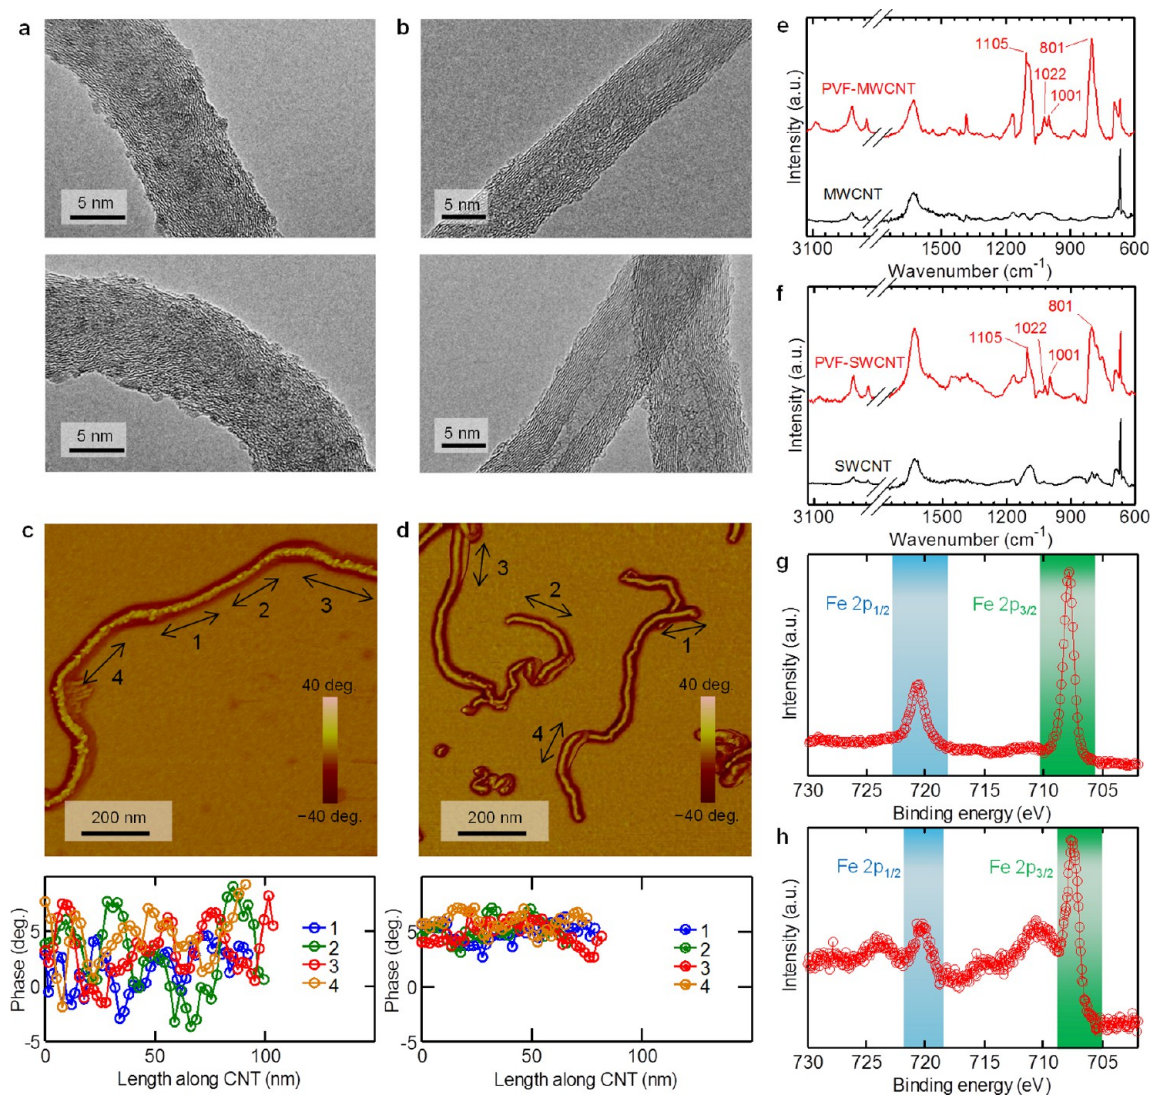 a
5 nm
5 nm
b
5 nm
5 nm
c
1
2
3
4
40 deg.
−40 deg.
200 nm
d
3
2
1
4
40 deg.
−40 deg.
200 nm
Phase (deg.)
5
0
-5
0
50
100
Length along CNT (nm)
1
2
3
4
Phase (deg.)
5
0
-5
0
50
100
Length along CNT (nm)
1
2
3
4
e
Intensity (a.u.)
PVF-MWCNT
MWCNT
1105
1022
1001
801
3100 1500 1200 900 600
Wavenumber (cm-1)
f
Intensity (a.u.)
PVF-SWCNT
SWCNT
1105
1022
1001
801
3100 1500 1200 900 600
Wavenumber (cm-1)
g
Intensity (a.u.)
Fe 2p1/2
Fe 2p3/2
730 725 720 715 710 705
Binding energy (eV)
h
Intensity (a.u.)
Fe 2p1/2
Fe 2p3/2
730 725 720 715 710 705
Binding energy (eV)